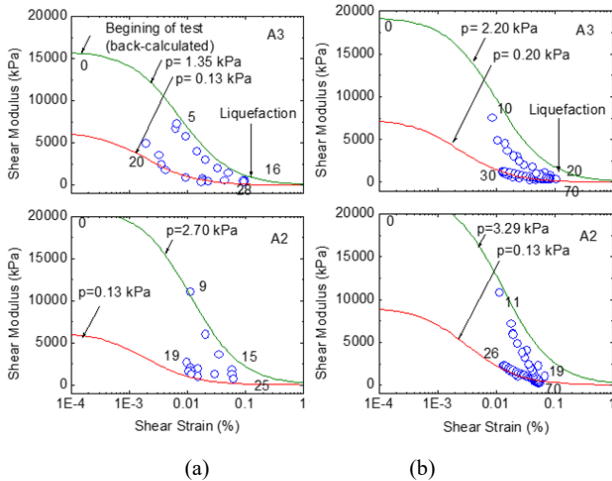 20000
15000
10000
5000
0
Shear Modulus (kPa)
Begining of test
(back-calculated)
0
p= 1.35 kPa
p= 0.13 kPa
A3
5
Liquefaction
20
16
28
20000
15000
10000
5000
0
Shear Modulus (kPa)
0
p=2.20 kPa
p= 0.20 kPa
A3
10
Liquefaction
30
20
70
20000
15000
10000
5000
0
Shear Modulus (kPa)
0
p=2.70 kPa
A2
p=0.13 kPa
9
19
15
25
1E-4 1E-3 0.01 0.1 1
Shear Strain (%)
20000
15000
10000
5000
0
Shear Modulus (kPa)
p=3.29 kPa
A2
p=0.13 kPa
11
26
19
70
1E-4 1E-3 0.01 0.1 1
Shear Strain (%)
(a)
(b)